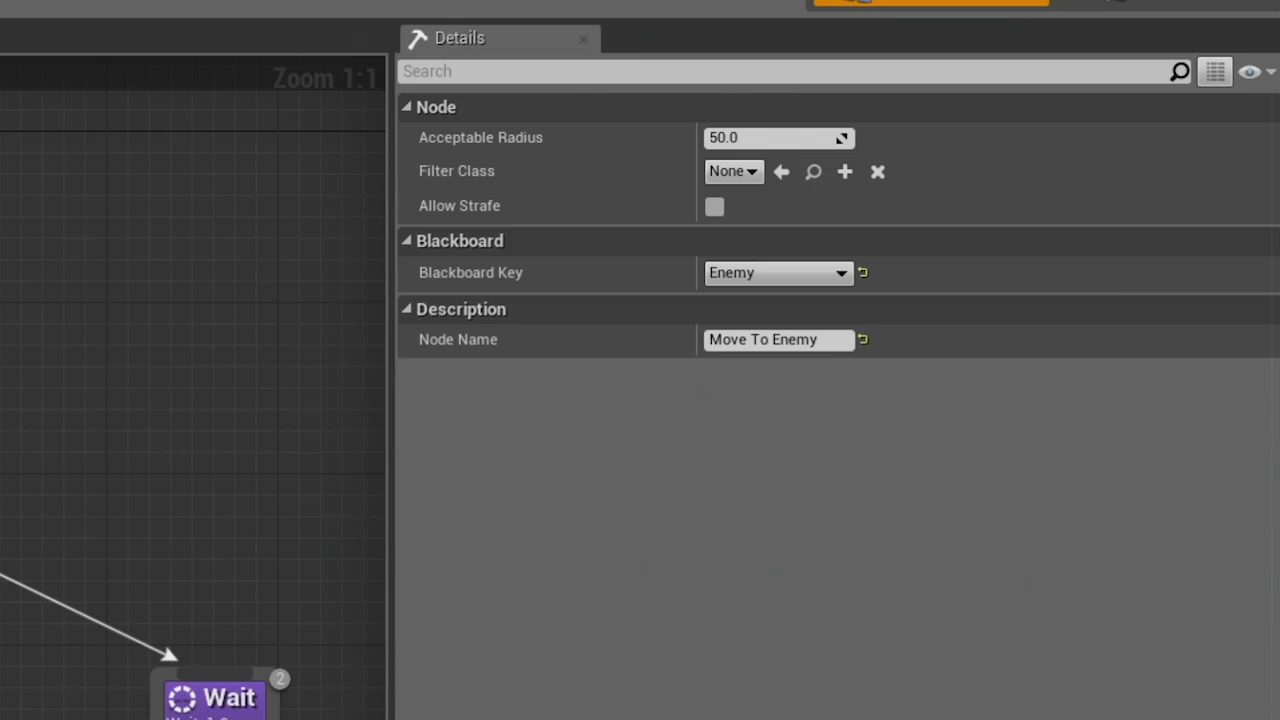 Details
Zoom 1:1
Search
Node
Acceptable Radius
50.0
Filter Class
None
Allow Strafe
Blackboard
Blackboard Key
Enemy
Description
Node Name
Move To Enemy
2
Wait